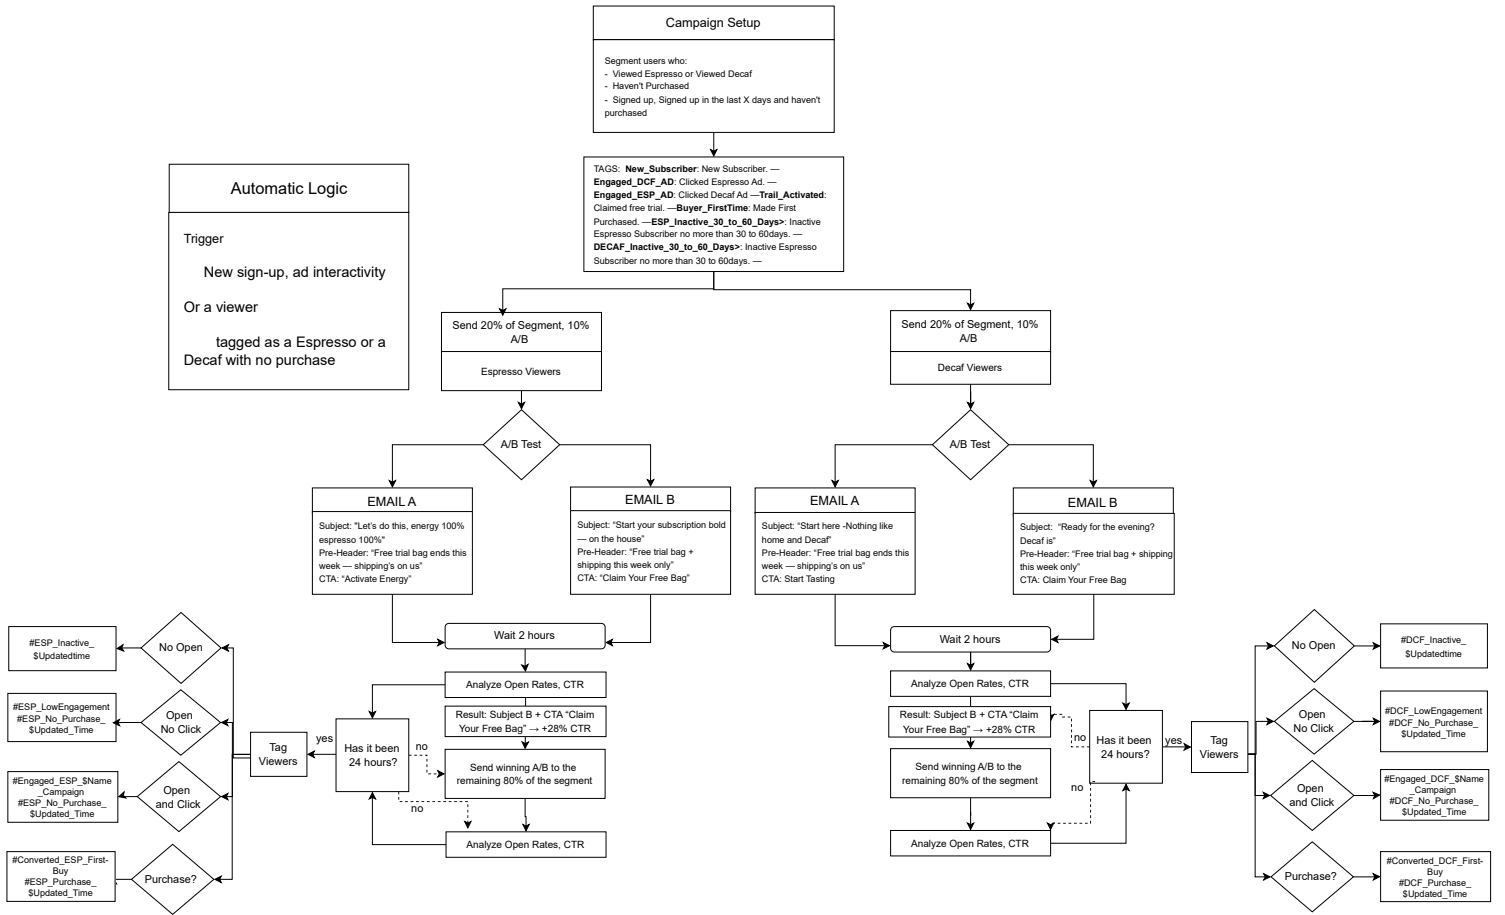 Campaign Setup
Segment users who:
- Viewed Espresso or Viewed Decaf
- Haven't Purchased
- Signed up, Signed up in the last X days and haven't
purchased
TAGS: New_Subscriber: New Subscriber. —
Engaged_DCF_AD: Clicked Espresso Ad. —
Engaged_ESP_AD: Clicked Decaf Ad —Trail_Activated:
Claimed free trial. —Buyer_FirstTime: Made First
Purchased. —ESP_Inactive_30_to_60_Days>: Inactive
Espresso Subscriber no more than 30 to 60days. —
DECAF_Inactive_30_to_60_Days>: Inactive Espresso
Subscriber no more than 30 to 60days. —
Automatic Logic
Trigger
New sign-up, ad interactivity
Or a viewer
tagged as a Espresso or a
Decaf with no purchase
Send 20% of Segment, 10%
A/B
Espresso Viewers
A/B Test
EMAIL A
Subject: "Let's do this, energy 100%
espresso 100%"
Pre-Header: “Free trial bag ends this
week — shipping’s on us”
CTA: “Activate Energy”
EMAIL B
Subject: “Start your subscription bold
— on the house”
Pre-Header: “Free trial bag +
shipping this week only”
CTA: “Claim Your Free Bag”
Wait 2 hours
Analyze Open Rates, CTR
Result: Subject B + CTA “Claim
Your Free Bag” → +28% CTR
Send winning A/B to the
remaining 80% of the segment
Analyze Open Rates, CTR
Has it been
24 hours?
no
no
yes
Tag
Viewers
No Open
#ESP_Inactive_
$Updatedtime
Open
No Click
#ESP_LowEngagement
#ESP_No_Purchase_
$Updated_Time
Open
and Click
#Engaged_ESP_$Name
_Campaign
#ESP_No_Purchase_
$Updated_Time
Purchase?
#Converted_ESP_First-
Buy
#ESP_Purchase_
$Updated_Time
Send 20% of Segment, 10%
A/B
Decaf Viewers
A/B Test
EMAIL A
Subject: “Start here -Nothing like
home and Decaf”
Pre-Header: “Free trial bag ends this
week — shipping’s on us”
CTA: Start Tasting
EMAIL B
Subject: “Ready for the evening?
Decaf is”
Pre-Header: “Free trial bag + shipping
this week only”
CTA: Claim Your Free Bag
Wait 2 hours
Analyze Open Rates, CTR
Result: Subject B + CTA “Claim
Your Free Bag” → +28% CTR
Send winning A/B to the
remaining 80% of the segment
Analyze Open Rates, CTR
no
no
Has it been
24 hours?
yes
Tag
Viewers
No Open
#DCF_Inactive_
$Updatedtime
Open
No Click
#DCF_LowEngagement
#DCF_No_Purchase_
$Updated_Time
Open
and Click
#Engaged_DCF_$Name
_Campaign
#DCF_No_Purchase_
$Updated_Time
Purchase?
#Converted_DCF_First-
Buy
#DCF_Purchase_
$Updated_Time